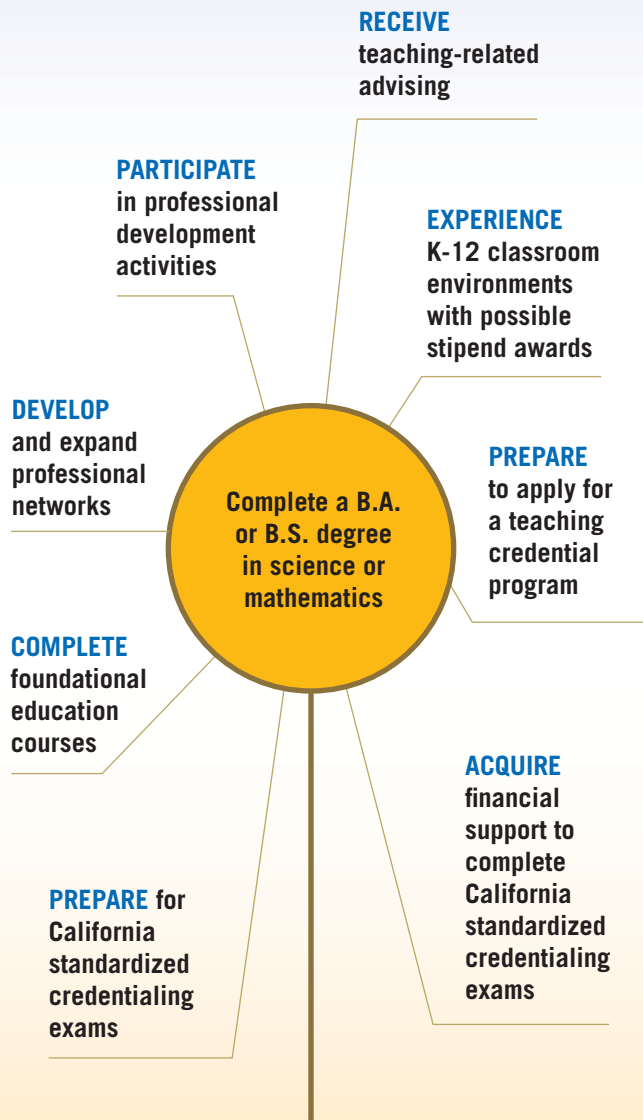 RECEIVE
teaching-related
advising
PARTICIPATE
in professional
development
activities
EXPERIENCE
K-12 classroom
environments
with possible
stipend awards
DEVELOP
and expand
professional
networks
Complete a B.A.
or B.S. degree
in science or
mathematics
PREPARE
to apply for
a teaching
credential
program
COMPLETE
foundational
education
courses
ACQUIRE
financial
support to
complete
California
standardized
credentialing
exams
PREPARE for
California
standardized
credentialing
exams